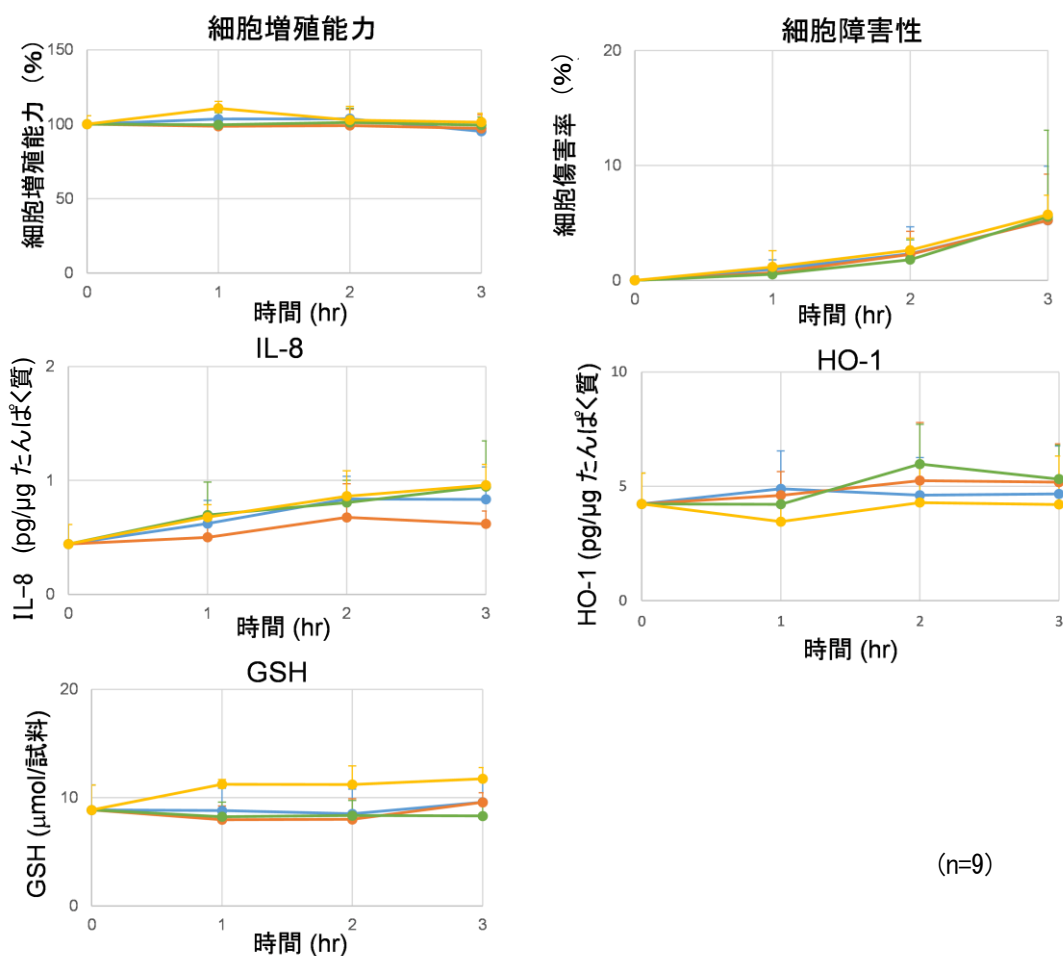 細胞増殖能力
細胞増殖能力 (%)
150
100
50
0
0 1 2 3
時間 (hr)
細胞障害性
細胞傷害率 (%)
20
10
0
0 1 2 3
時間 (hr)
IL-8
IL-8 (pg/μg たんぱく質)
2
1
0
0 1 2 3
時間 (hr)
HO-1
HO-1 (pg/μg たんぱく質)
10
5
0
0 1 2 3
時間 (hr)
GSH
GSH (μmol/試料)
20
10
0
0 1 2 3
時間 (hr)
(n=9)